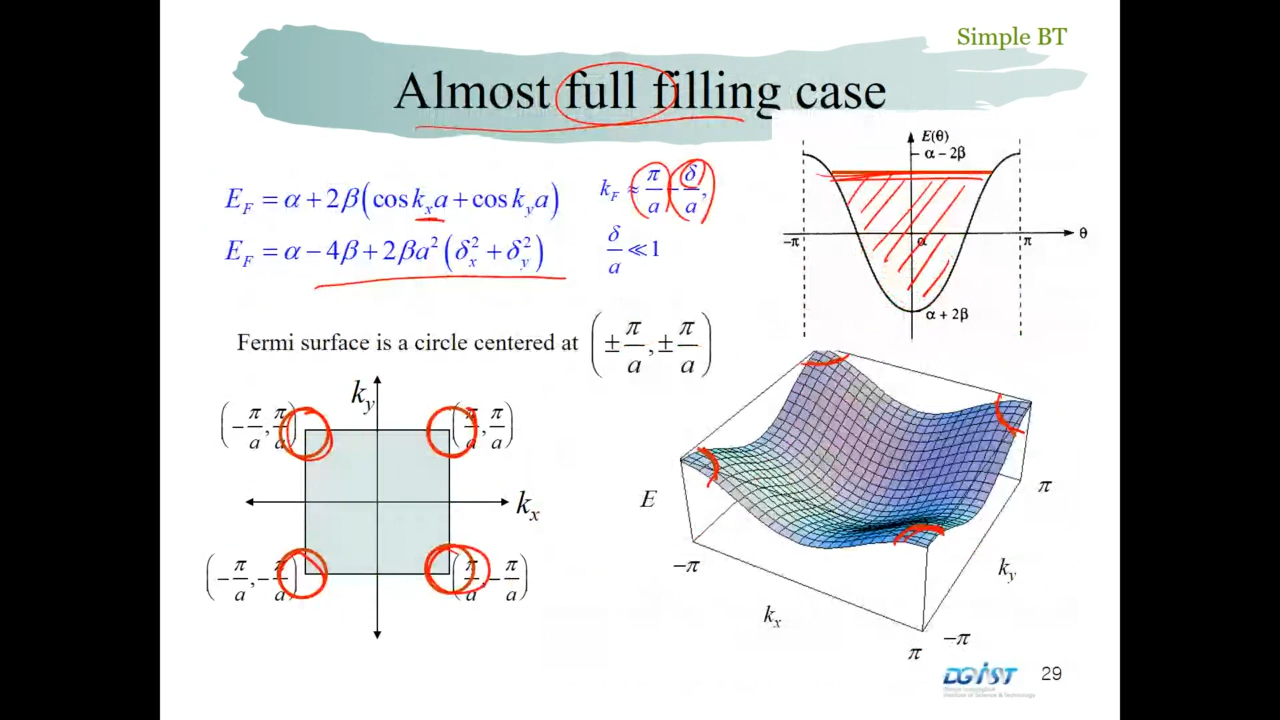 Simple BT
Almost full filling case
E_F = α + 2β(cos k_x a + cos k_y a)
k_F ≈ π/a − δ/a,
E_F = α − 4β + 2βa²(δ_x² + δ_y²)
δ/a ≪ 1
E(θ)
α − 2β
−π
α
π
θ
α + 2β
Fermi surface is a circle centered at (± π/a, ± π/a)
k_y
(−π/a, π/a)
(π/a, π/a)
k_x
(−π/a, −π/a)
(π/a, −π/a)
E
π
−π
k_y
k_x
−π
π
DGIST
29